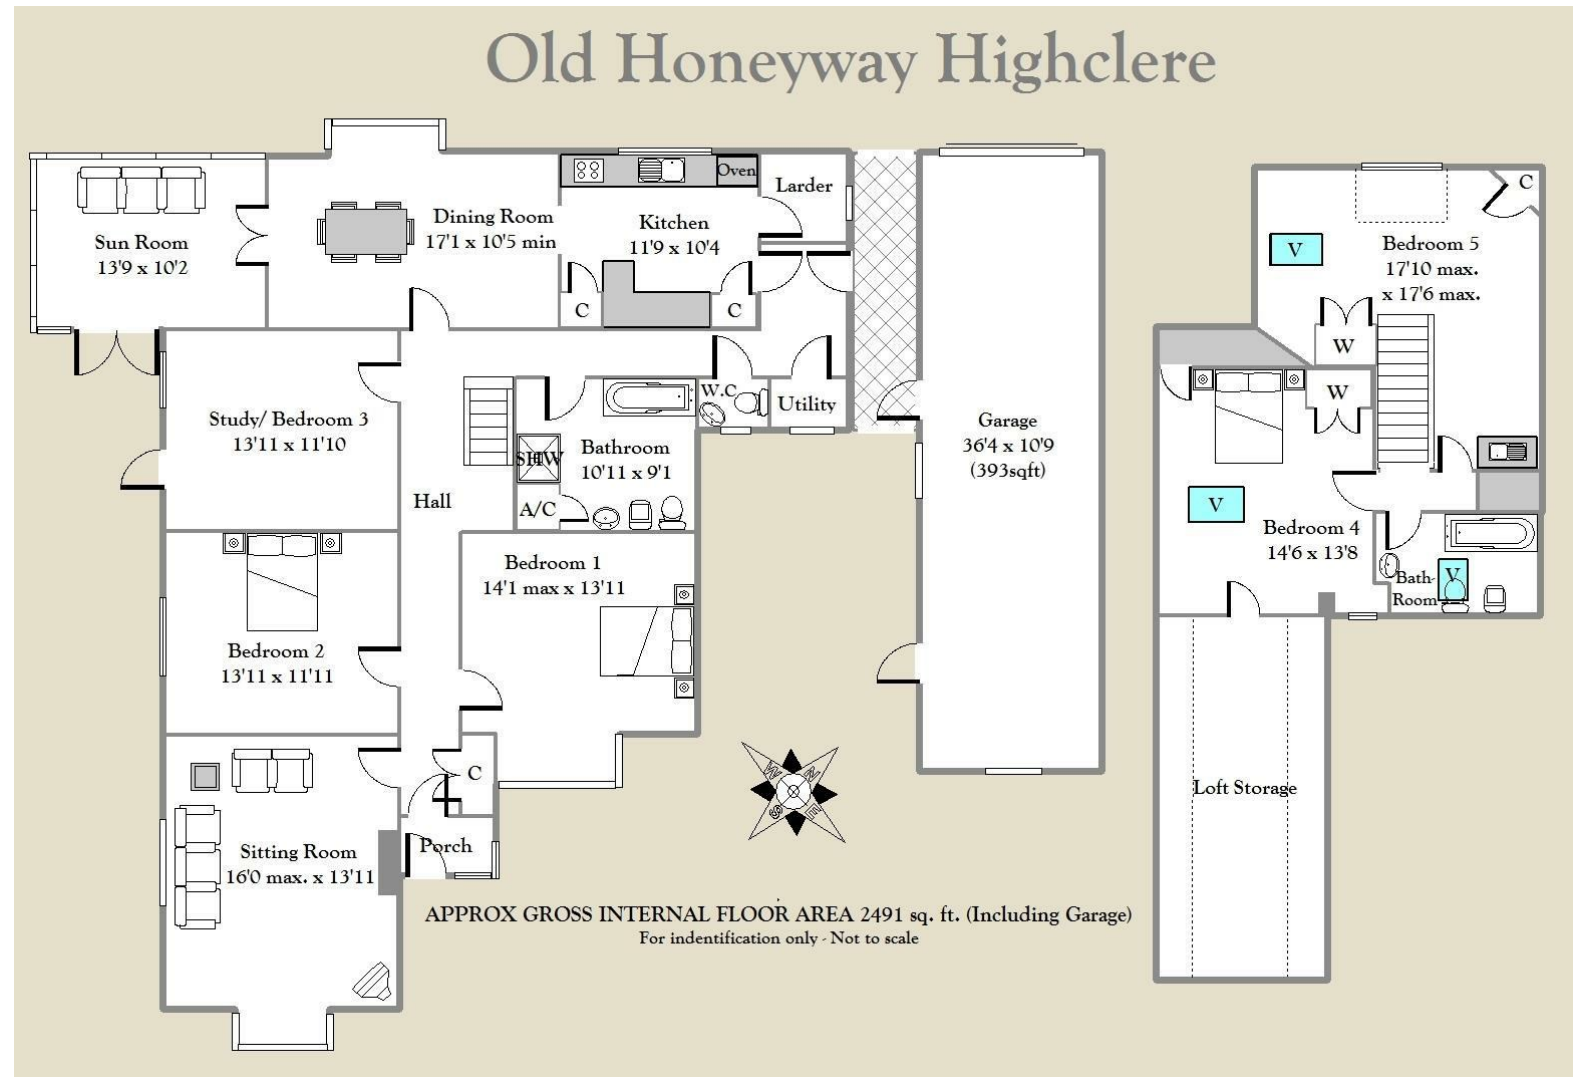 Old Honeyway Highclere
Sun Room
13'9 x 10'2
Dining Room
17'1 x 10'5 min
Kitchen
11'9 x 10'4
Oven
Larder
C
C
W.C
Utility
Study/ Bedroom 3
13'11 x 11'10
Hall
Bathroom
10'11 x 9'1
SHW
A/C
Bedroom 1
14'1 max x 13'11
Bedroom 2
13'11 x 11'11
C
Porch
Sitting Room
16'0 max. x 13'11
Garage
36'4 x 10'9
(393sqft)
W
N
S
E
C
V
Bedroom 5
17'10 max.
x 17'6 max.
W
W
V
Bedroom 4
14'6 x 13'8
V
Bath-
Room
Loft Storage
APPROX GROSS INTERNAL FLOOR AREA 2491 sq. ft. (Including Garage)
For indentification only - Not to scale